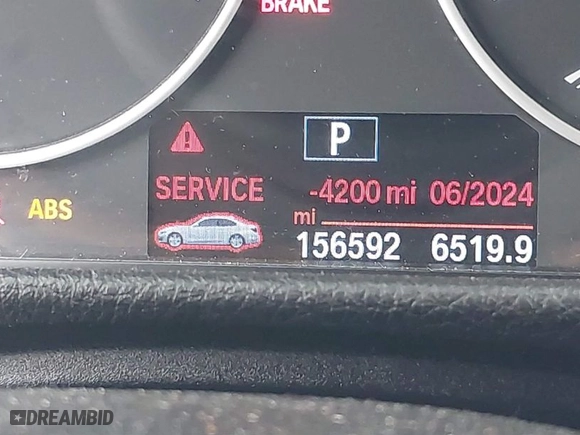 BRAKE
P
SERVICE -4200 mi 06/2024
ABS
mi
156592 6519.9
DREAMBID